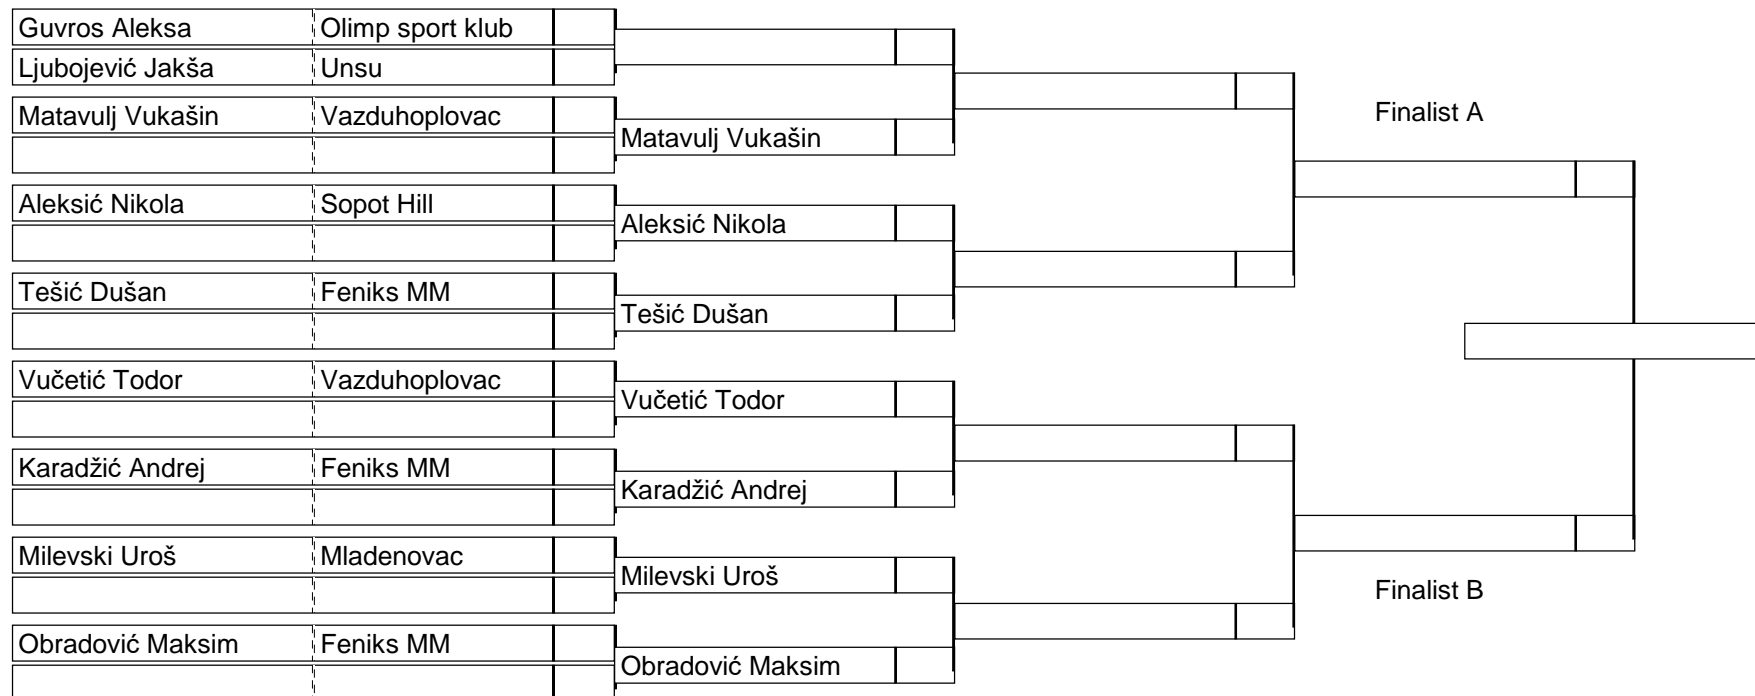 Guvros Aleksa Olimp sport klub
Ljubojević Jakša Unsu
Matavulj Vukašin Vazduhoplovac
Finalist A
Matavulj Vukašin
Aleksić Nikola Sopot Hill
Aleksić Nikola
Tešić Dušan Feniks MM
Tešić Dušan
Vučetić Todor Vazduhoplovac
Vučetić Todor
Karadžić Andrej Feniks MM
Karadžić Andrej
Milevski Uroš Mladenovac
Milevski Uroš
Finalist B
Obradović Maksim Feniks MM
Obradović Maksim